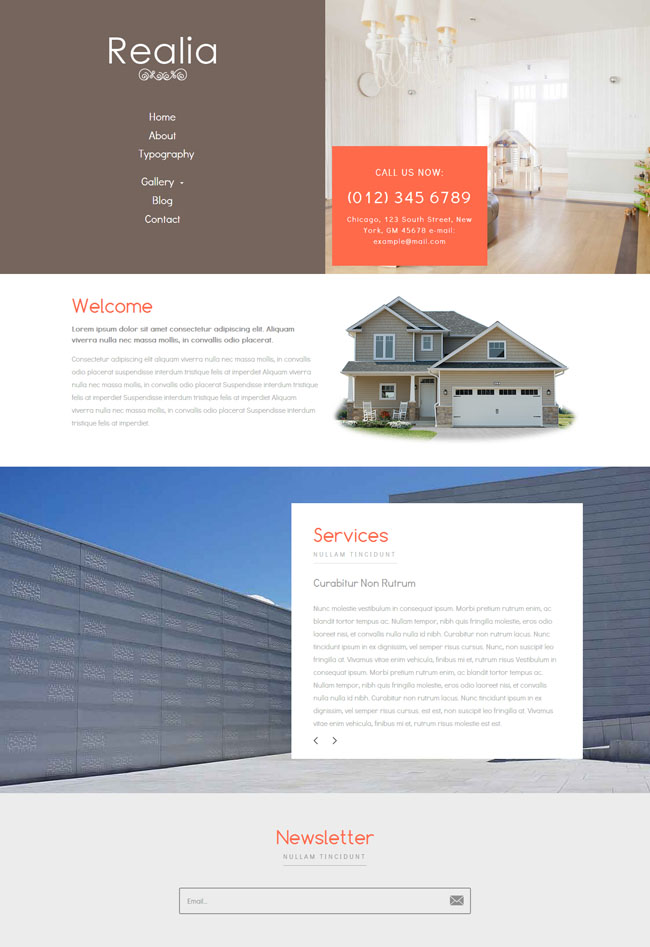 Realia
Home
About
Typography
Gallery
Blog
Contact
CALL US NOW:
(012) 345 6789
Chicago, 123 South Street, New
York, GM 45678 e-mail:
example@mail.com
Welcome
Lorem ipsum dolor sit amet consectetur adipiscing elit. Aliquam
viverra nulla nec massa mollis, in convallis odio placerat.
Consectetur adipiscing elit aliquam viverra nulla nec massa mollis, in convallis
odio placerat suspendisse interdum tristique felis at imperdiet Aliquam viverra
nulla nec massa mollis, in convallis odio placerat Suspendisse interdum tristique
felis at imperdiet Suspendisse interdum tristique felis at imperdiet Aliquam
viverra nulla nec massa mollis, in convallis odio placerat Suspendisse interdum
tristique felis at imperdiet
Services
NULLAM TINCIDUNT
Curabitur Non Rutrum
Nunc molestie vestibulum in consequat ipsum. Morbi pretium rutrum enim, ac
blandit tortor tempus ac. Nullam tempor, nibh quis fringilla molestie, eros odio
laoreet nisi, et convallis nulla nulla id nibh. Curabitur non rutrum lacus. Nunc
tincidunt ipsum in ex dignissim, vel semper risus cursus. Nunc, non suscipit leo
fringilla at. Vivamus vitae enim vehicula, finibus mi et, rutrum risus Vestibulum in
consequat ipsum. Morbi pretium rutrum enim, ac blandit tortor tempus ac.
Nullam tempor, nibh quis fringilla molestie, eros odio laoreet nisi, et convallis
nulla nulla id nibh. Curabitur non rutrum lacus. Nunc tincidunt ipsum in ex
dignissim, vel semper risus cursus. est est, non suscipit leo fringilla at. Vivamus
vitae enim vehicula, finibus mi et, rutrum risus molestie est est.
Newsletter
NULLAM TINCIDUNT
Email...